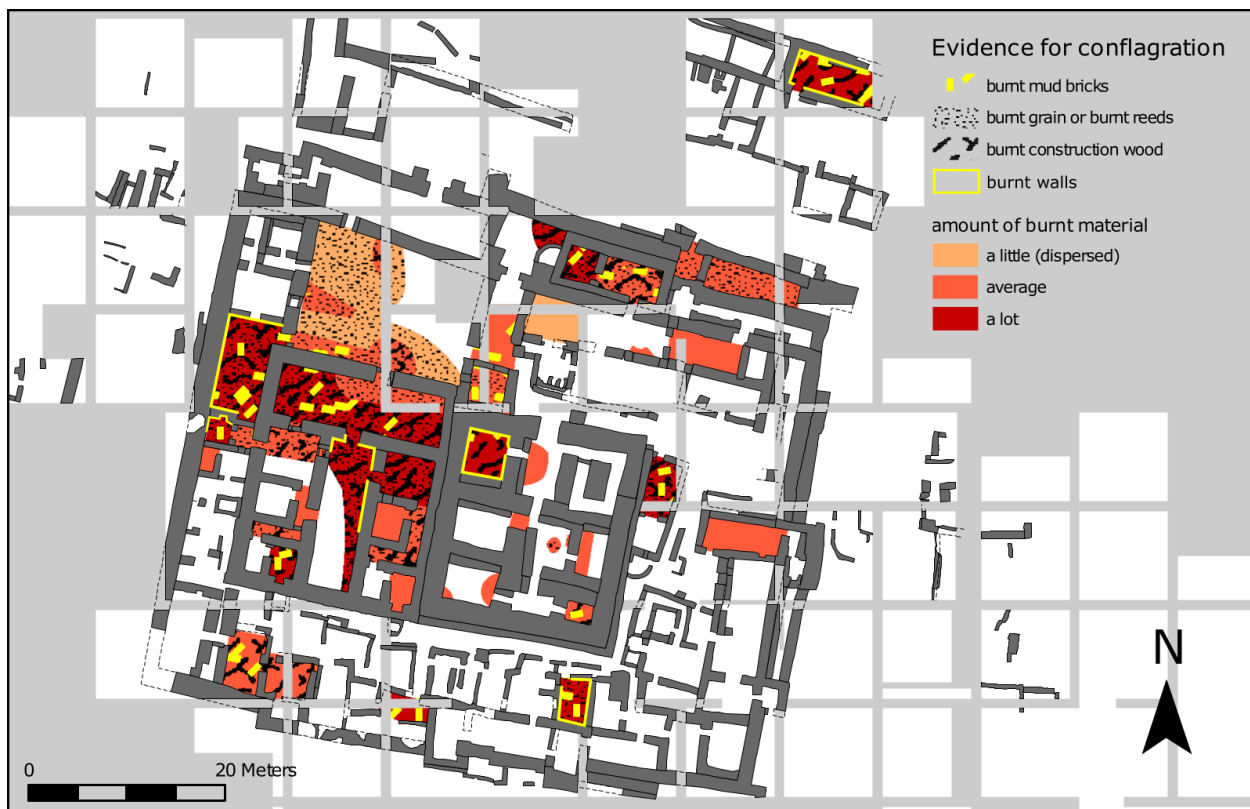 Evidence for conflagration
burnt mud bricks
burnt grain or burnt reeds
burnt construction wood
burnt walls
amount of burnt material
a little (dispersed)
average
a lot
N
0 20 Meters